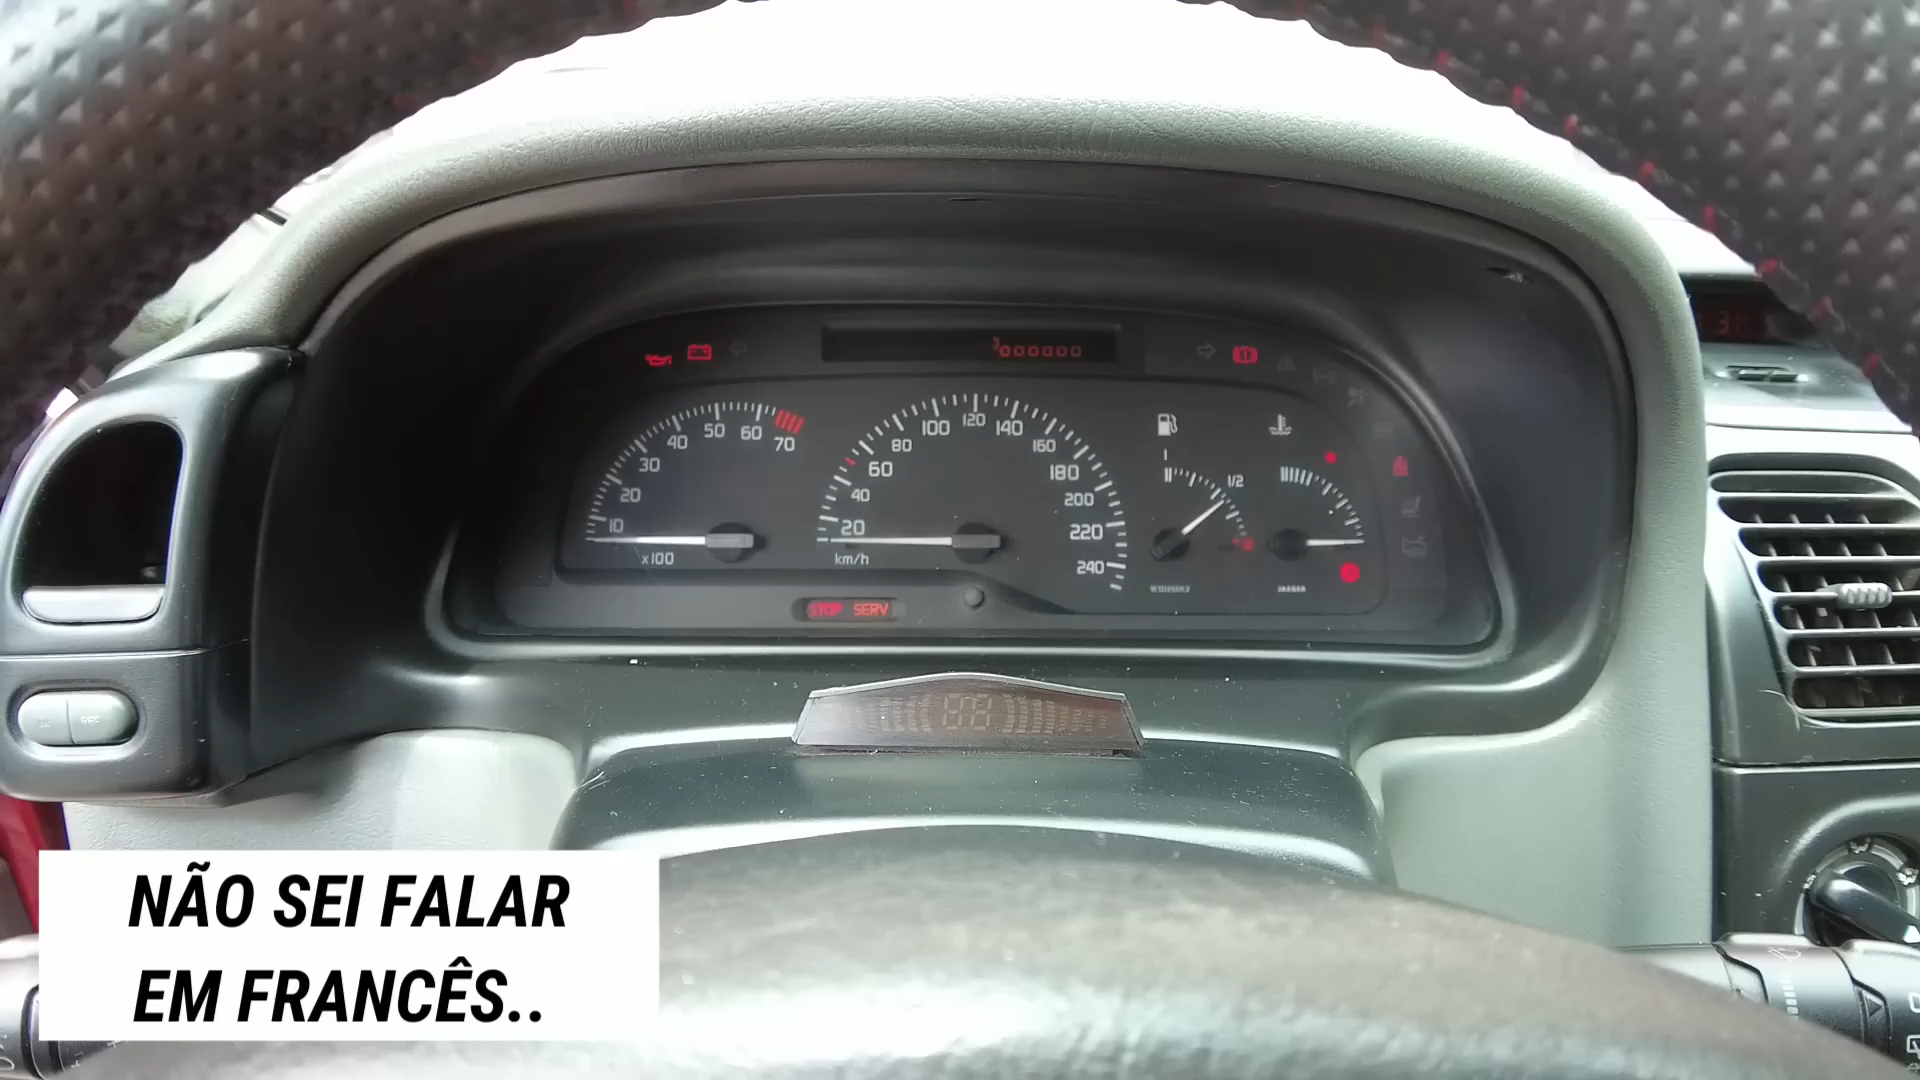 000000
10 20 30 40 50 60 70
x100
20 40 60 80 100 120 140 160 180 200 220 240
km/h
1/2
JAEGER
STOP SERV
NÃO SEI FALAR
EM FRANCÊS..